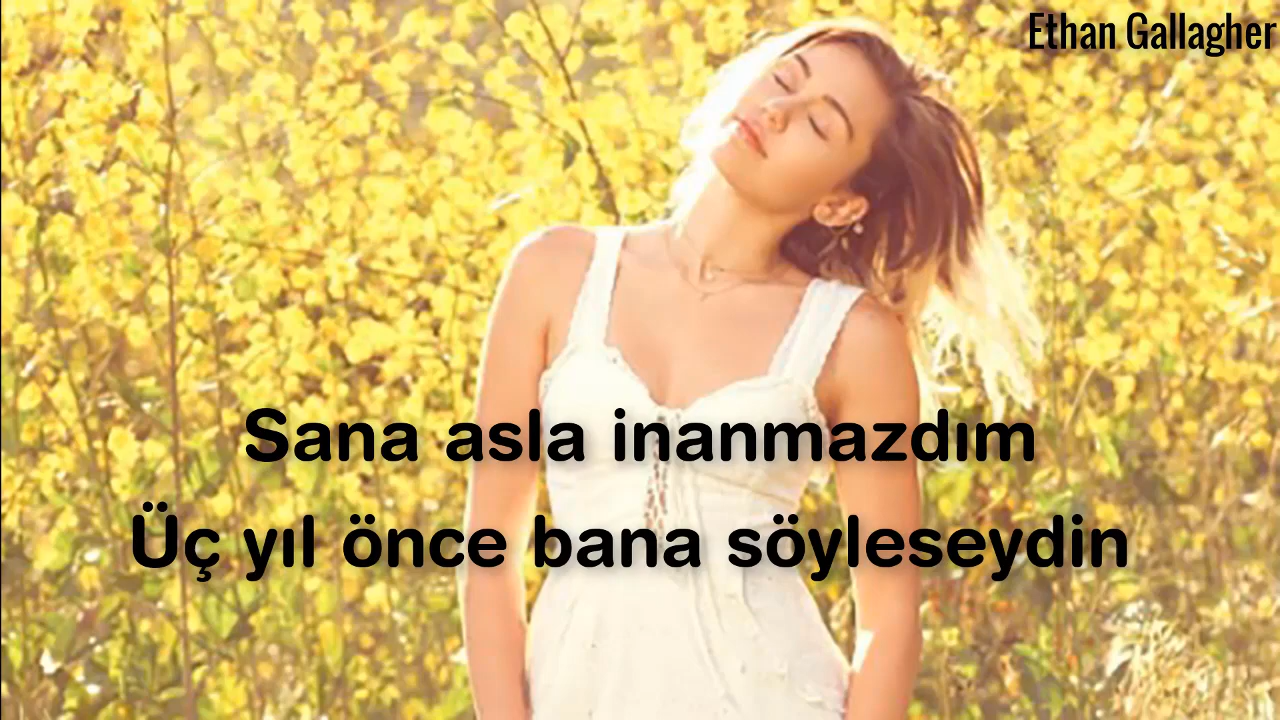 Ethan Gallagher
Sana asla inanmazdım
Üç yıl önce bana söyleseydin